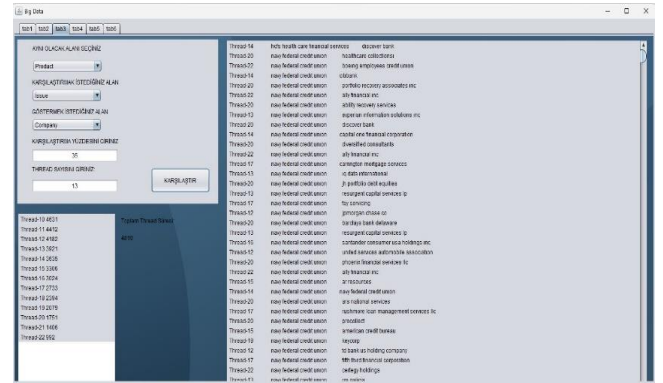 Big Data
tab1 tab2 tab3 tab4 tab5 tab6
AYNI OLACAK ALANI SEÇİNİZ
Product
KARŞILAŞTIRMAK İSTEDİĞİNİZ ALAN
Issue
GÖSTERMEK İSTEDİĞİNİZ ALAN
Company
KARŞILAŞTIRMA YÜZDESİNİ GİRİNİZ
35
THREAD SAYISINI GİRİNİZ:
13
KARŞILAŞTIR
Thread-10 4631
Thread-11 4412
Thread-12 4182
Thread-13 3921
Thread-14 3635
Thread-15 3306
Thread-16 3024
Thread-17 2733
Thread-18 2394
Thread-19 2079
Thread-20 1751
Thread-21 1406
Thread-22 992
Toplam Thread Süresi
Thread-14 hcfs health care financial services discover bank
Thread-20 navy federal credit union healthcare collections
Thread-22 navy federal credit union boeing employees credit union
Thread-14 navy federal credit union citibank
Thread-20 navy federal credit union portfolio recovery associates inc
Thread-22 navy federal credit union ally financial inc
Thread-20 navy federal credit union ability recovery services
Thread-13 navy federal credit union experian information solutions inc
Thread-20 navy federal credit union discover bank
Thread-14 navy federal credit union capital one financial corporation
Thread-20 navy federal credit union diversified consultants
Thread-22 navy federal credit union ally financial inc
Thread-17 navy federal credit union carrington mortgage services
Thread-13 navy federal credit union iq data international
Thread-20 navy federal credit union jh portfolio debt equities
Thread-13 navy federal credit union resurgent capital services lp
Thread-17 navy federal credit union fay servicing
Thread-12 navy federal credit union jpmorgan chase co
Thread-20 navy federal credit union barclays bank delaware
Thread-13 navy federal credit union resurgent capital services lp
Thread-16 navy federal credit union santander consumer usa holdings inc
Thread-12 navy federal credit union united services automobile association
Thread-20 navy federal credit union phoenix financial services llc
Thread-22 navy federal credit union ally financial inc
Thread-15 navy federal credit union ar resources
Thread-14 navy federal credit union navy federal credit union
Thread-20 navy federal credit union srs national services
Thread-17 navy federal credit union rushmore loan management services llc
Thread-20 navy federal credit union procollect
Thread-15 navy federal credit union american credit bureau
Thread-18 navy federal credit union keycorp
Thread-12 navy federal credit union td bank us holding company
Thread-17 navy federal credit union fifth third financial corporation
Thread-22 navy federal credit union cerlegy holdings
Thread-13 navy federal credit union